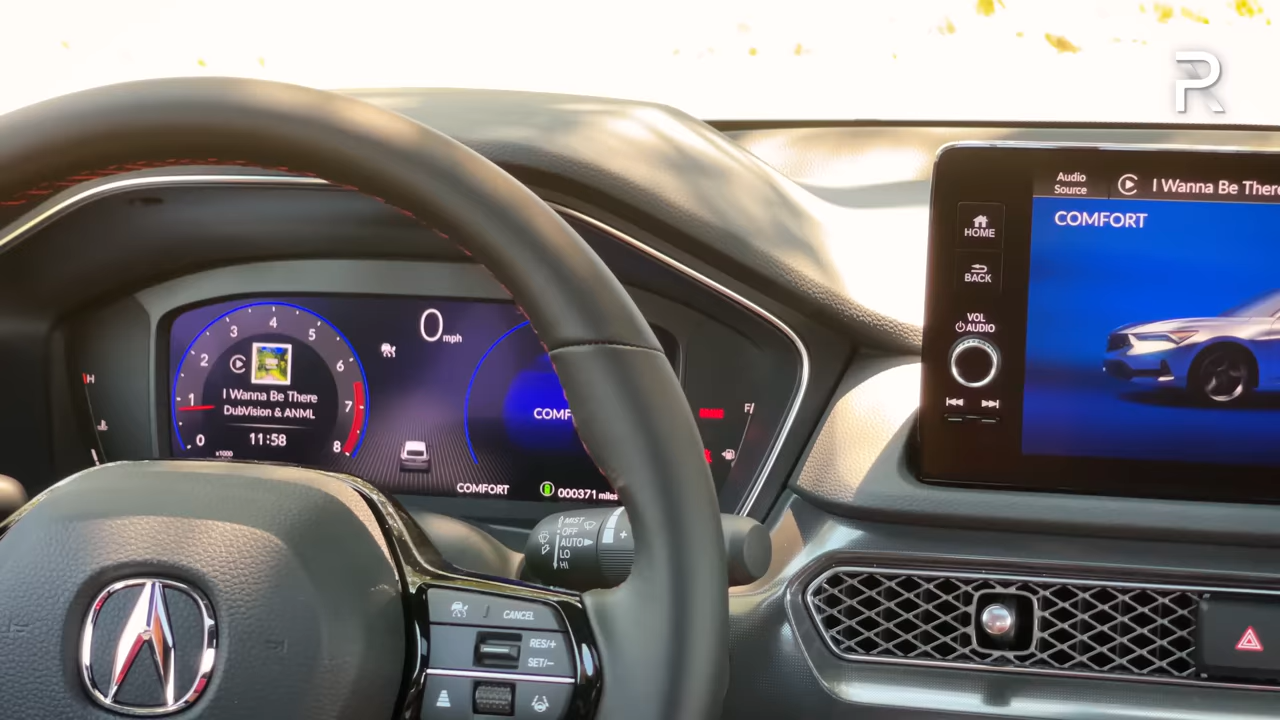 R
Audio
Source
I Wanna Be There
COMFORT
HOME
BACK
VOL
AUDIO
0 mph
0
1
2
3
4
5
6
7
8
x1000
I Wanna Be There
DubVision & ANML
11:58
COMF
COMFORT
000371 miles
H
F
MIST
OFF
AUTO
LO
HI
CANCEL
RES/+
SET/−